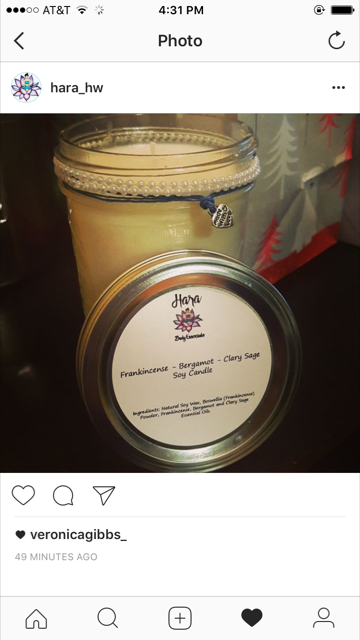 AT&T
4:31 PM
Photo
hara_hw
Hara
Body Essentials
Frankincense - Bergamot - Clary Sage
Soy Candle
Ingredients: Natural Soy Wax, Boswellia (Frankincense)
Powder, Frankincense, Bergamot and Clary Sage
Essential Oils.
veronicagibbs_
49 MINUTES AGO